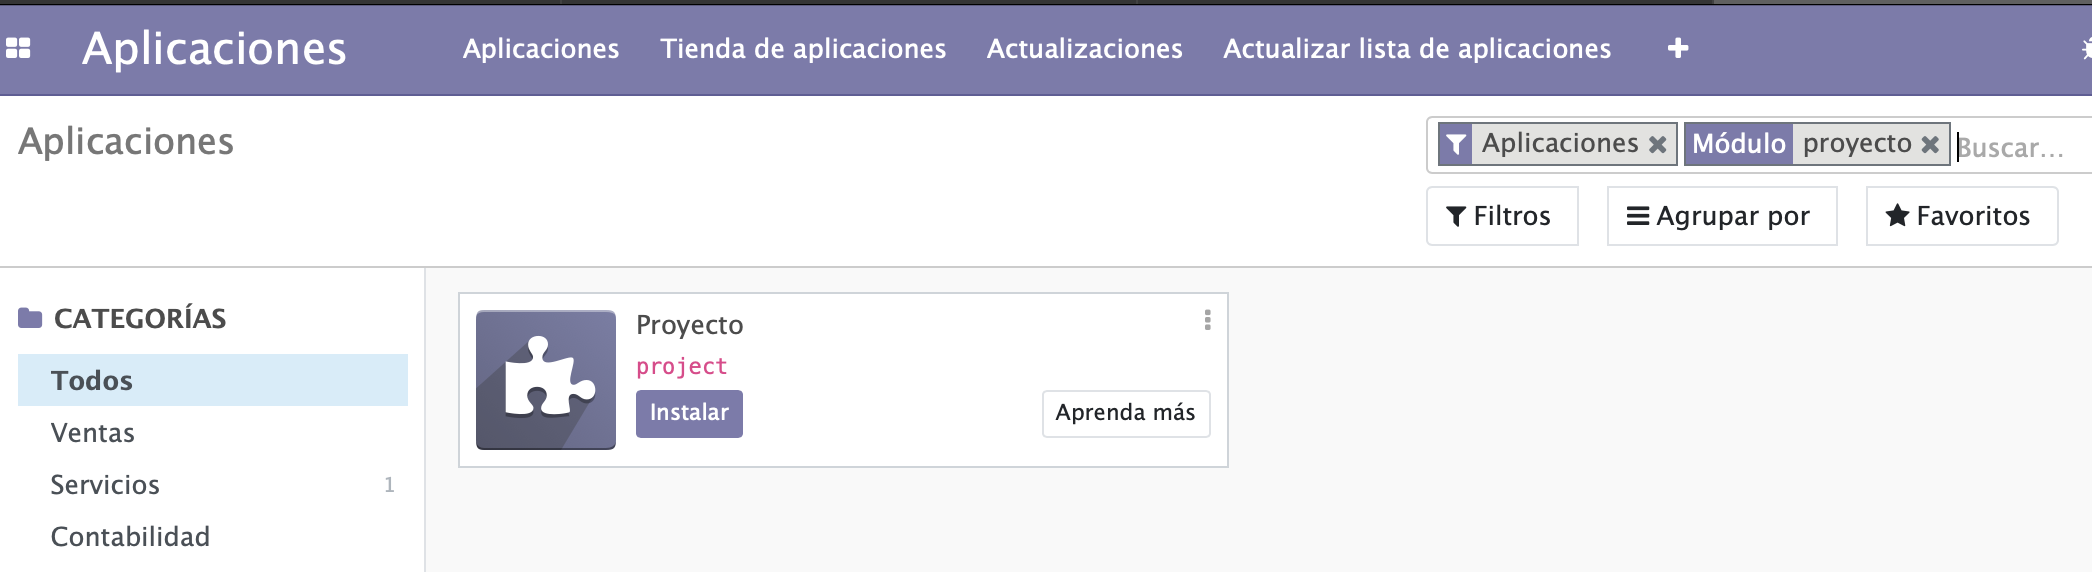 Aplicaciones
Aplicaciones Tienda de aplicaciones Actualizaciones Actualizar lista de aplicaciones
Aplicaciones
Aplicaciones Módulo proyecto Buscar...
Filtros Agrupar por Favoritos
CATEGORÍAS
Todos
Ventas
Servicios 1
Contabilidad
Proyecto
project
Instalar Aprenda más